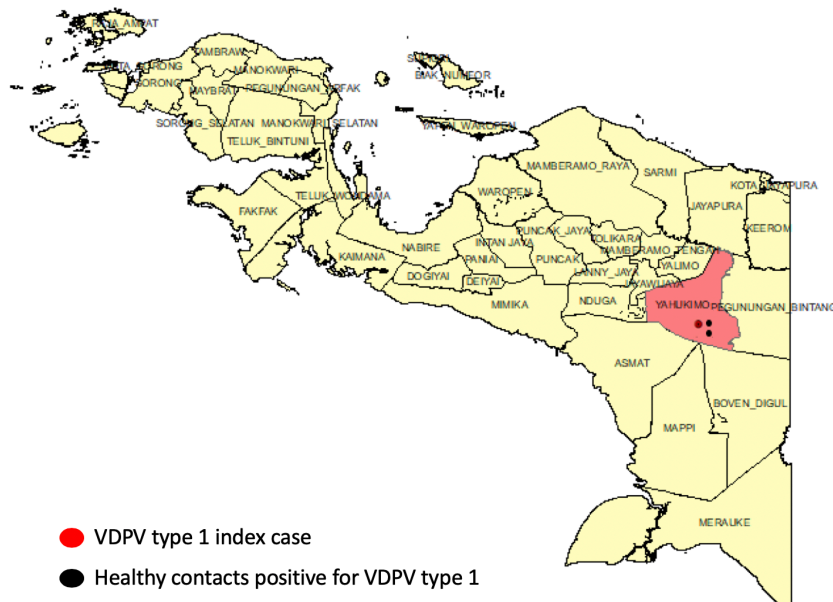 RAJA_AMPAT
TAMBRAW
SORONG
MANOKWARI
SORONG
MAYBRAT
PEGUNUNGAN_ARFAK
SORONG_SELATAN
MANOKWARI_SELATAN
TELUK_BINTUNI
BIAK_NUMFOR
YAPEN_WAROPEN
MAMBERAMO_RAYA
SARMI
KOTA_JAYAPURA
TELUK_WONDAMA
WAROPEN
JAYAPURA
FAKFAK
KEEROM
PUNCAK_JAYA
TOLIKARA
NABIRE
INTAN_JAYA
MAMBERAMO_TENGAH
KAIMANA
PANIAI
PUNCAK
YALIMO
DOGIYAI
DEIYAI
LANNY_JAYA
JAYAWIJAYA
MIMIKA
NDUGA
YAHUKIMO
PEGUNUNGAN_BINTANG
ASMAT
BOVEN_DIGUL
MAPPI
MERAUKE
VDPV type 1 index case
Healthy contacts positive for VDPV type 1